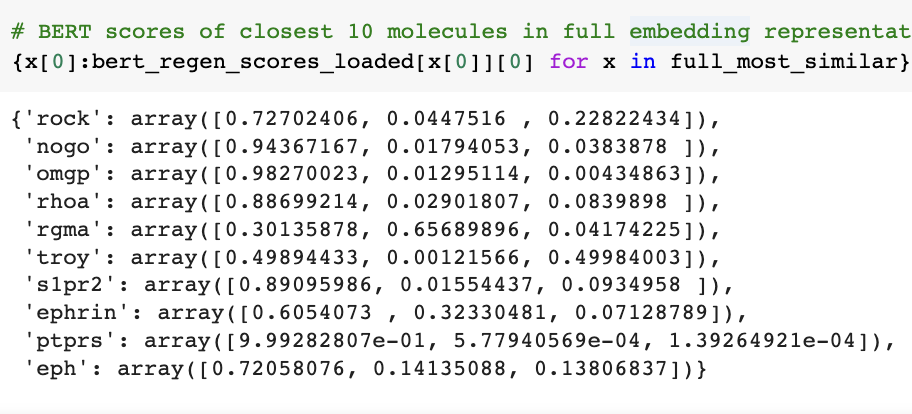 # BERT scores of closest 10 molecules in full embedding representat
{x[0]:bert_regen_scores_loaded[x[0]][0] for x in full_most_similar}
{'rock': array([0.72702406, 0.0447516 , 0.22822434]),
'nogo': array([0.94367167, 0.01794053, 0.0383878 ]),
'omgp': array([0.98270023, 0.01295114, 0.00434863]),
'rhoa': array([0.88699214, 0.02901807, 0.0839898 ]),
'rgma': array([0.30135878, 0.65689896, 0.04174225]),
'troy': array([0.49894433, 0.00121566, 0.49984003]),
's1pr2': array([0.89095986, 0.01554437, 0.0934958 ]),
'ephrin': array([0.6054073 , 0.32330481, 0.07128789]),
'ptprs': array([9.99282807e-01, 5.77940569e-04, 1.39264921e-04]),
'eph': array([0.72058076, 0.14135088, 0.13806837])}